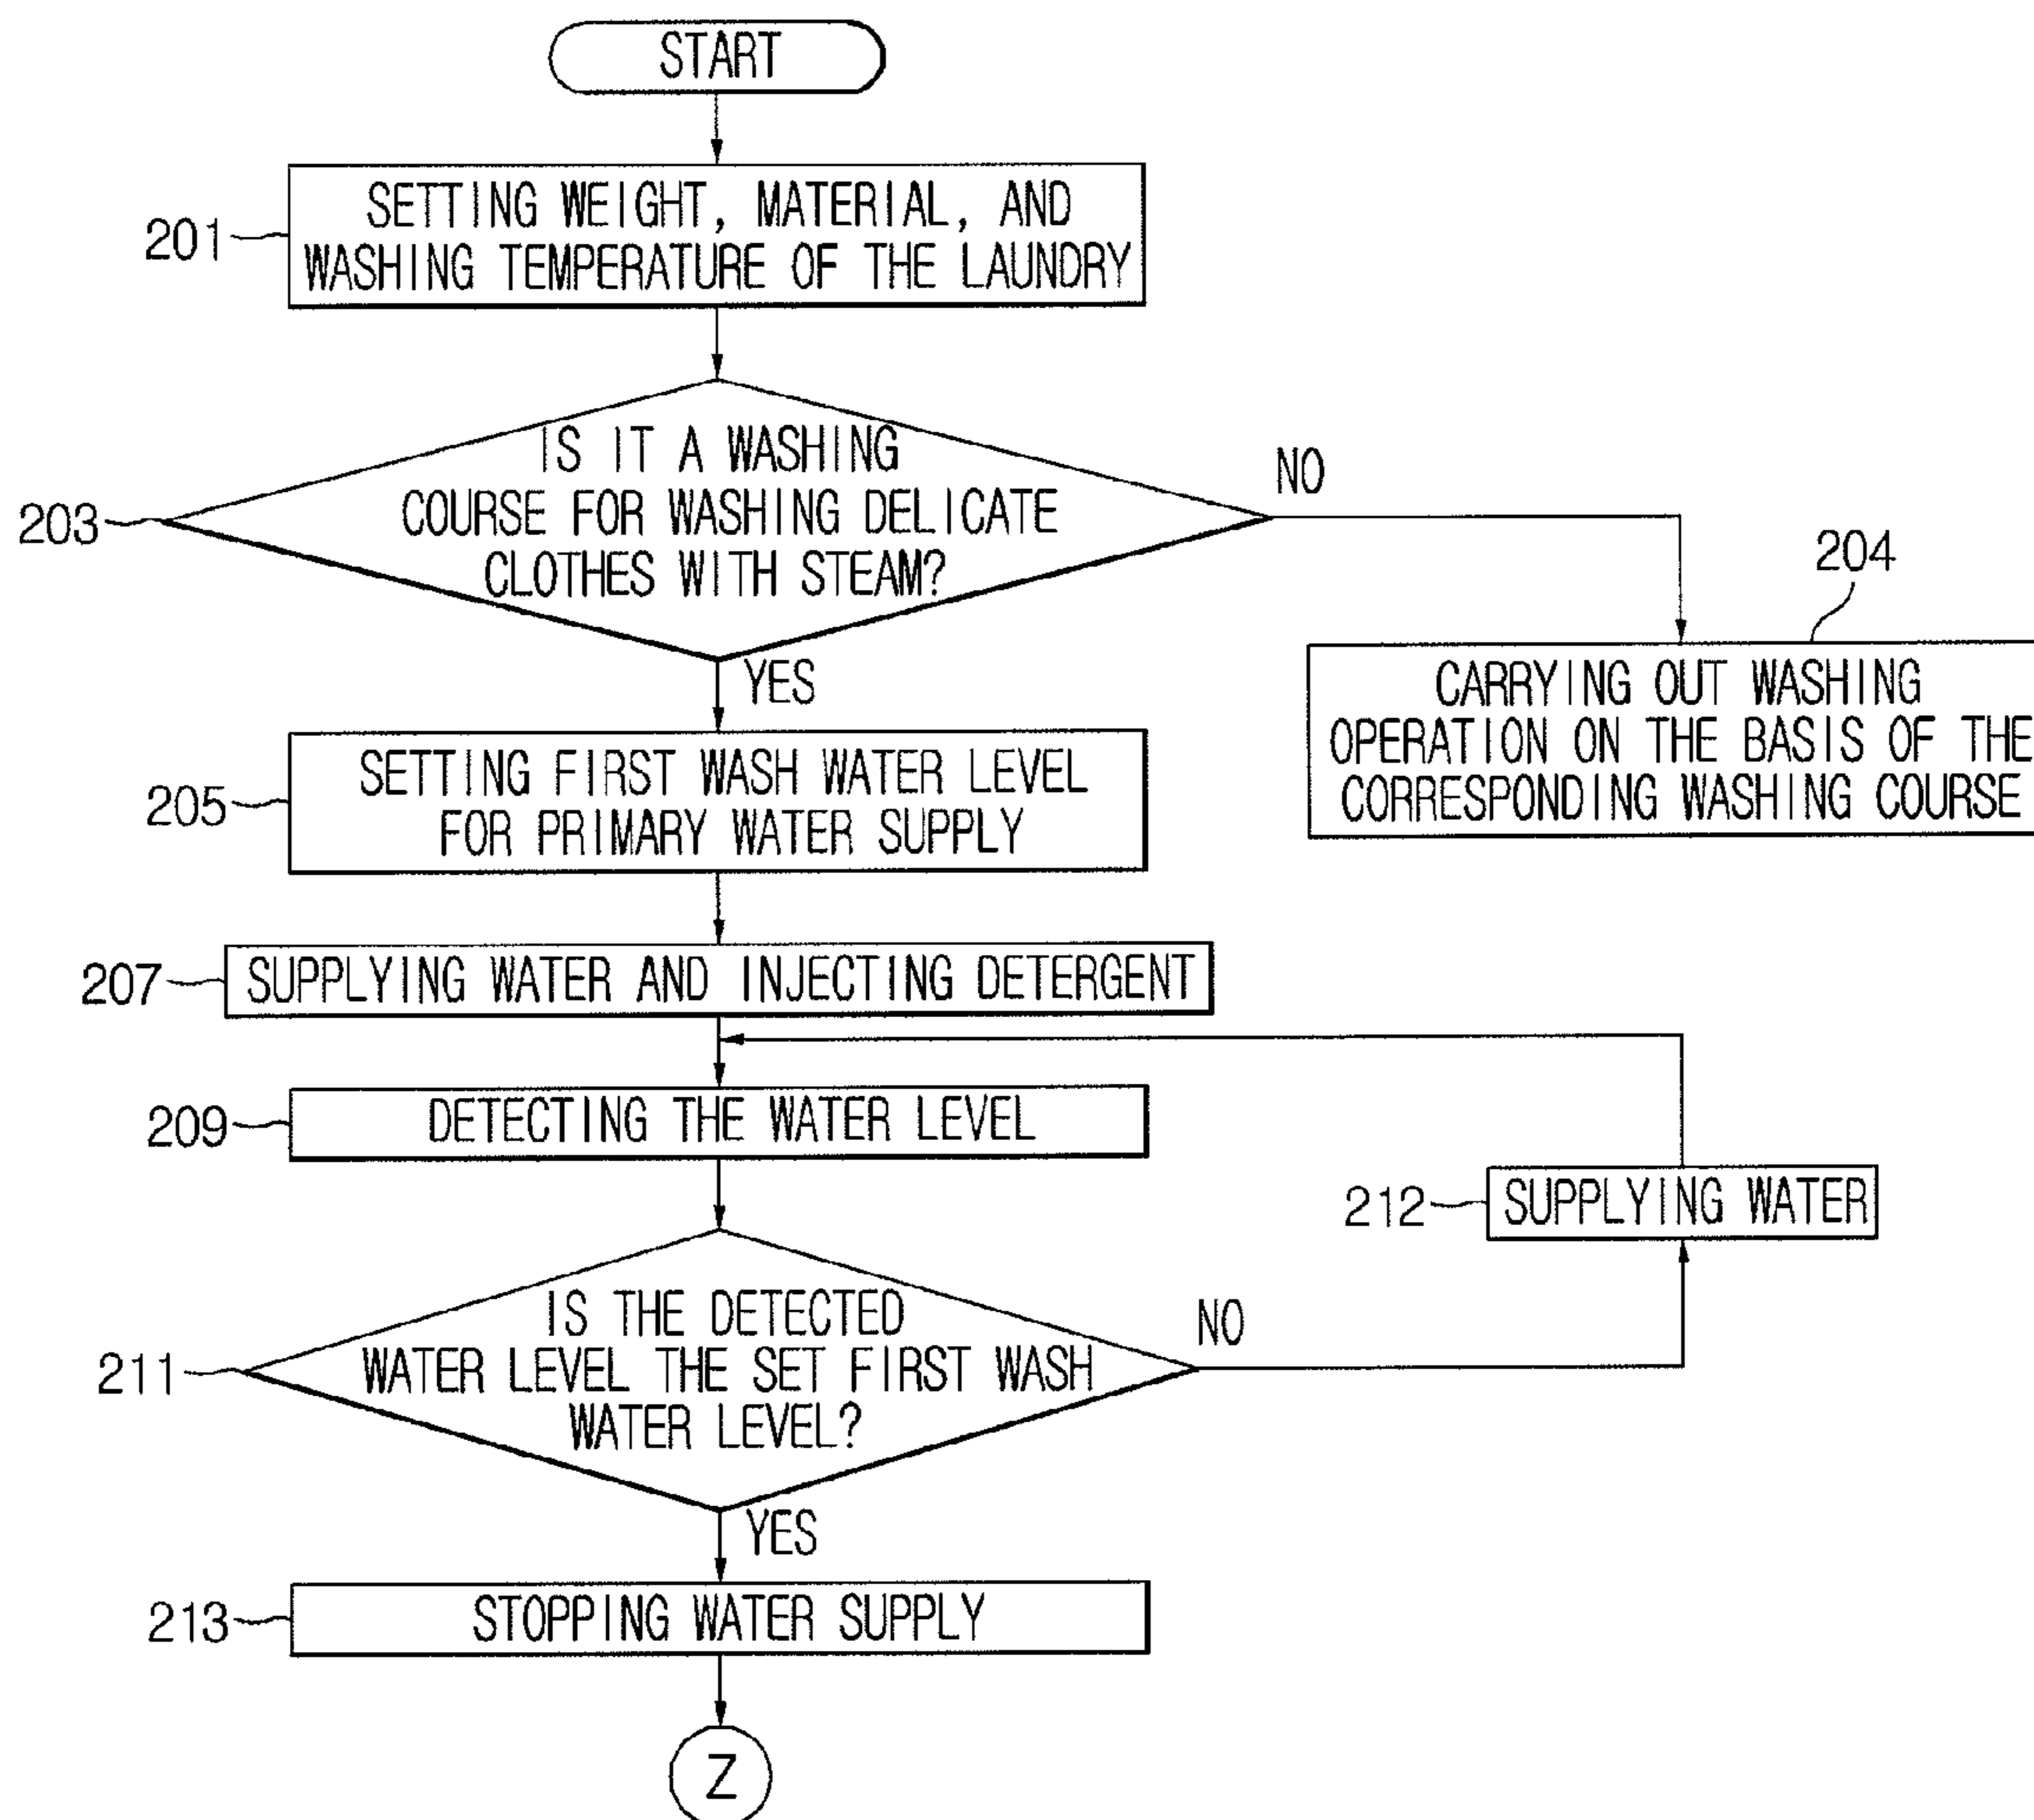 START
201
SETTING WEIGHT, MATERIAL, AND
WASHING TEMPERATURE OF THE LAUNDRY
203
IS IT A WASHING
COURSE FOR WASHING DELICATE
CLOTHES WITH STEAM?
NO
204
CARRYING OUT WASHING
OPERATION ON THE BASIS OF THE
CORRESPONDING WASHING COURSE
YES
205
SETTING FIRST WASH WATER LEVEL
FOR PRIMARY WATER SUPPLY
207
SUPPLYING WATER AND INJECTING DETERGENT
209
DETECTING THE WATER LEVEL
212
SUPPLYING WATER
211
IS THE DETECTED
WATER LEVEL THE SET FIRST WASH
WATER LEVEL?
NO
YES
213
STOPPING WATER SUPPLY
Z